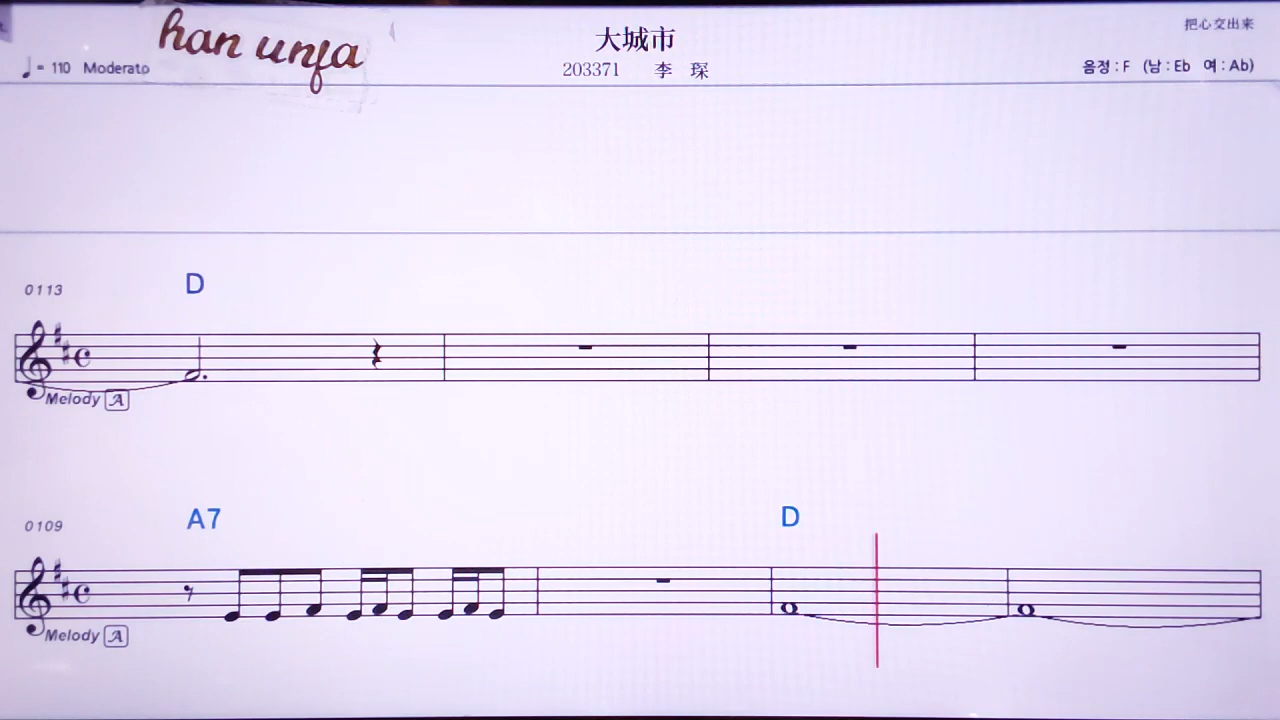 han unfa
大城市
把心交出来
♩= 110 Moderato
203371 李 琛
음정 : F (남 : Eb 여 : Ab)
0113
D
Melody A
0109
A7
D
Melody A